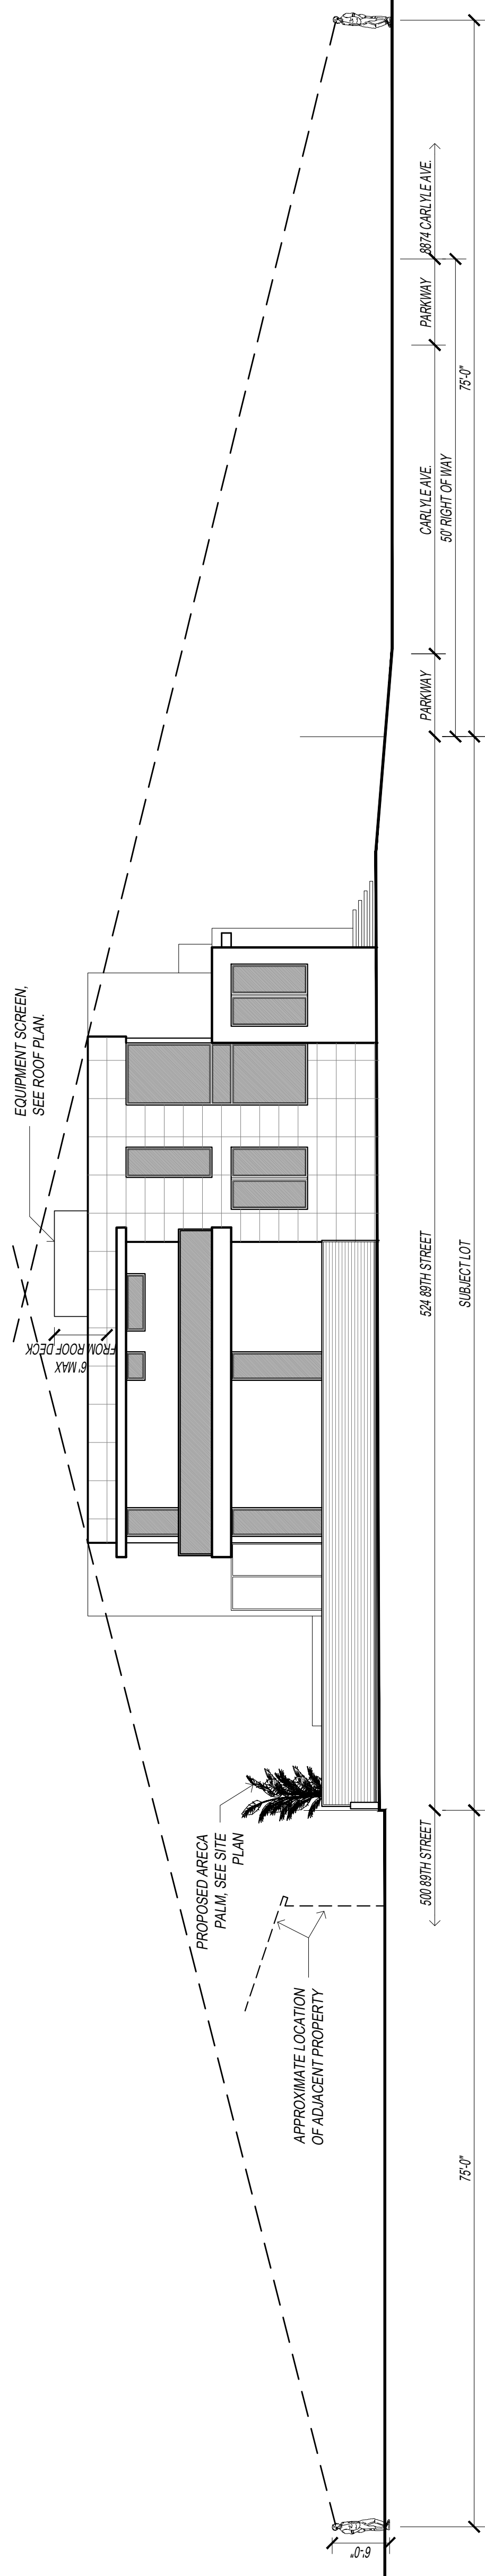 EQUIPMENT SCREEN,
SEE ROOF PLAN.
6' MAX
FROM ROOF DECK
PROPOSED ARECA
PALM, SEE SITE
PLAN
APPROXIMATE LOCATION
OF ADJACENT PROPERTY
6'-0"
500 89TH STREET
524 89TH STREET
PARKWAY
CARLYLE AVE.
PARKWAY
8874 CARLYLE AVE.
50' RIGHT OF WAY
75'-0"
SUBJECT LOT
75'-0"